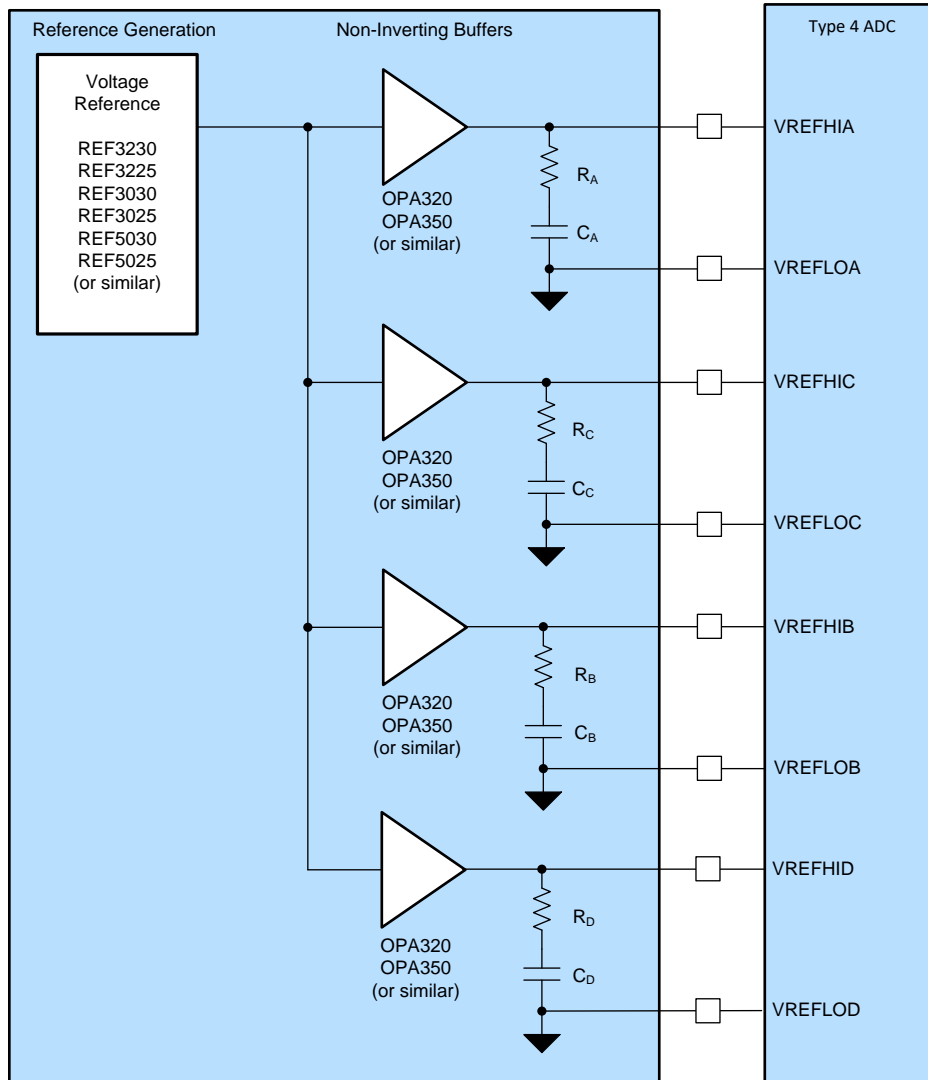 Reference Generation
Non-Inverting Buffers
Type 4 ADC
Voltage
Reference
REF3230
REF3225
REF3030
REF3025
REF5030
REF5025
(or similar)
OPA320
OPA350
(or similar)
RA
CA
VREFHIA
VREFLOA
OPA320
OPA350
(or similar)
RC
CC
VREFHIC
VREFLOC
OPA320
OPA350
(or similar)
RB
CB
VREFHIB
VREFLOB
OPA320
OPA350
(or similar)
RD
CD
VREFHID
VREFLOD